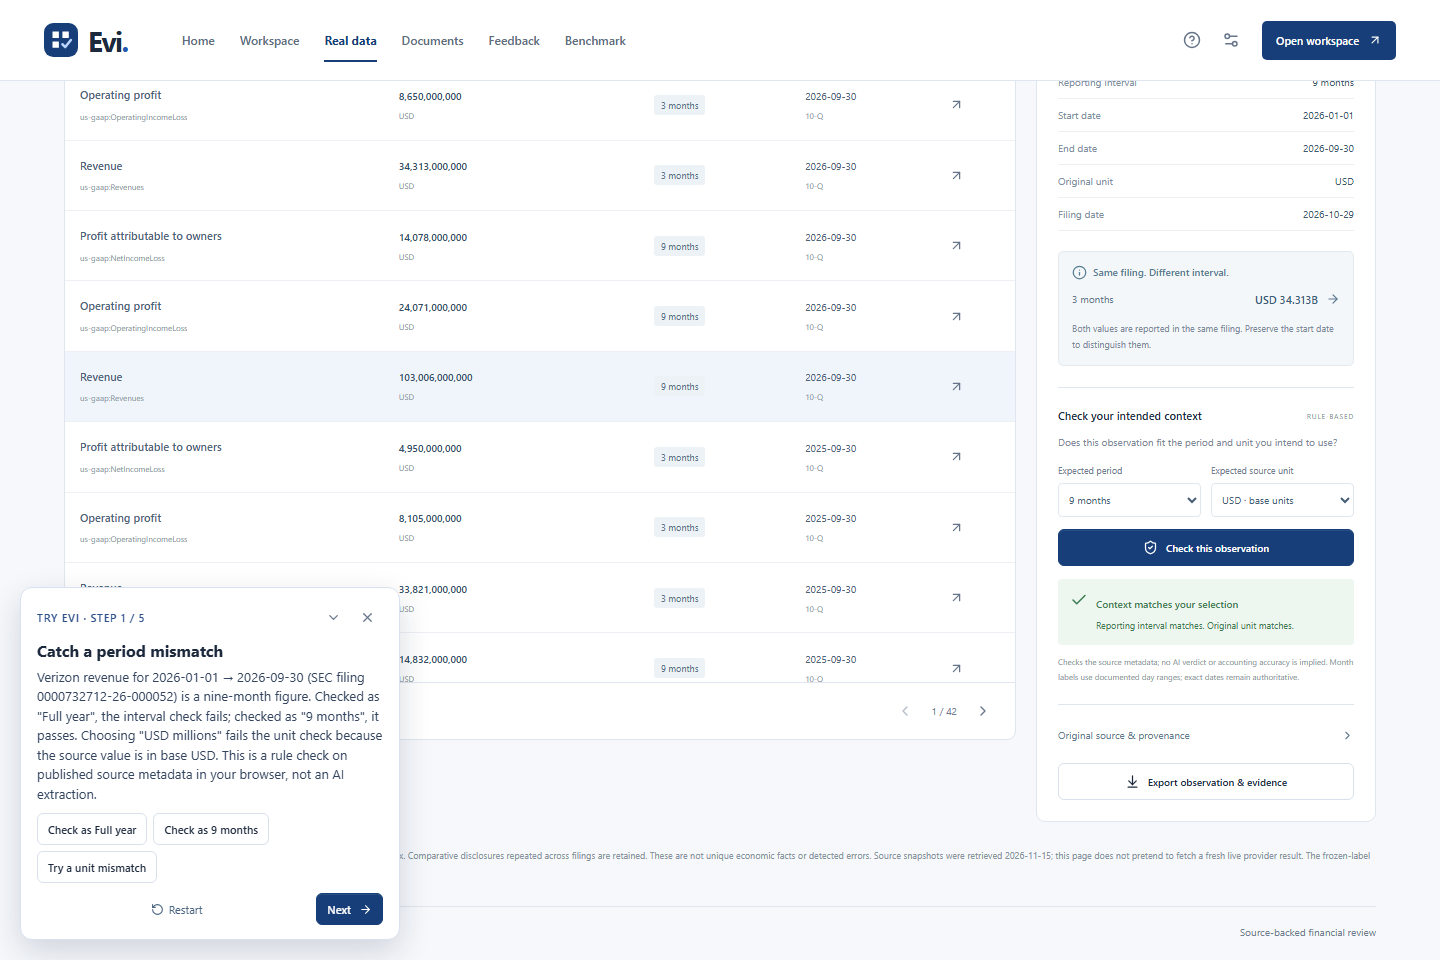 Evi.
Home
Workspace
Real data
Documents
Feedback
Benchmark
Open workspace
Operating profit 8,650,000,000 3 months 2026-09-30
us-gaap:OperatingIncomeLoss USD 10-Q
Revenue 34,313,000,000 3 months 2026-09-30
us-gaap:Revenues USD 10-Q
Profit attributable to owners 14,078,000,000 9 months 2026-09-30
us-gaap:NetIncomeLoss USD 10-Q
Operating profit 24,071,000,000 9 months 2026-09-30
us-gaap:OperatingIncomeLoss USD 10-Q
Revenue 103,006,000,000 9 months 2026-09-30
us-gaap:Revenues USD 10-Q
Profit attributable to owners 4,950,000,000 3 months 2025-09-30
us-gaap:NetIncomeLoss USD 10-Q
Operating profit 8,105,000,000 3 months 2025-09-30
us-gaap:OperatingIncomeLoss USD 10-Q
Revenue 33,821,000,000 3 months 2025-09-30
USD 10-Q
14,832,000,000 9 months 2025-09-30
USD 10-Q
1 / 42
Reporting interval 9 months
Start date 2026-01-01
End date 2026-09-30
Original unit USD
Filing date 2026-10-29
Same filing. Different interval.
3 months USD 34.313B
Both values are reported in the same filing. Preserve the start date
to distinguish them.
Check your intended context RULE-BASED
Does this observation fit the period and unit you intend to use?
Expected period Expected source unit
9 months USD · base units
Check this observation
Context matches your selection
Reporting interval matches. Original unit matches.
Checks the source metadata; no AI verdict or accounting accuracy is implied. Month
labels use documented day ranges; exact dates remain authoritative.
Original source & provenance
Export observation & evidence
TRY EVI · STEP 1 / 5
Catch a period mismatch
Verizon revenue for 2026-01-01 → 2026-09-30 (SEC filing
0000732712-26-000052) is a nine-month figure. Checked as
"Full year", the interval check fails; checked as "9 months", it
passes. Choosing "USD millions" fails the unit check because
the source value is in base USD. This is a rule check on
published source metadata in your browser, not an AI
extraction.
Check as Full year
Check as 9 months
Try a unit mismatch
Restart
Next
Comparative disclosures repeated across filings are retained. These are not unique economic facts or detected errors. Source snapshots were retrieved 2026-11-15; this page does not pretend to fetch a fresh live provider result. The frozen-label
Source-backed financial review